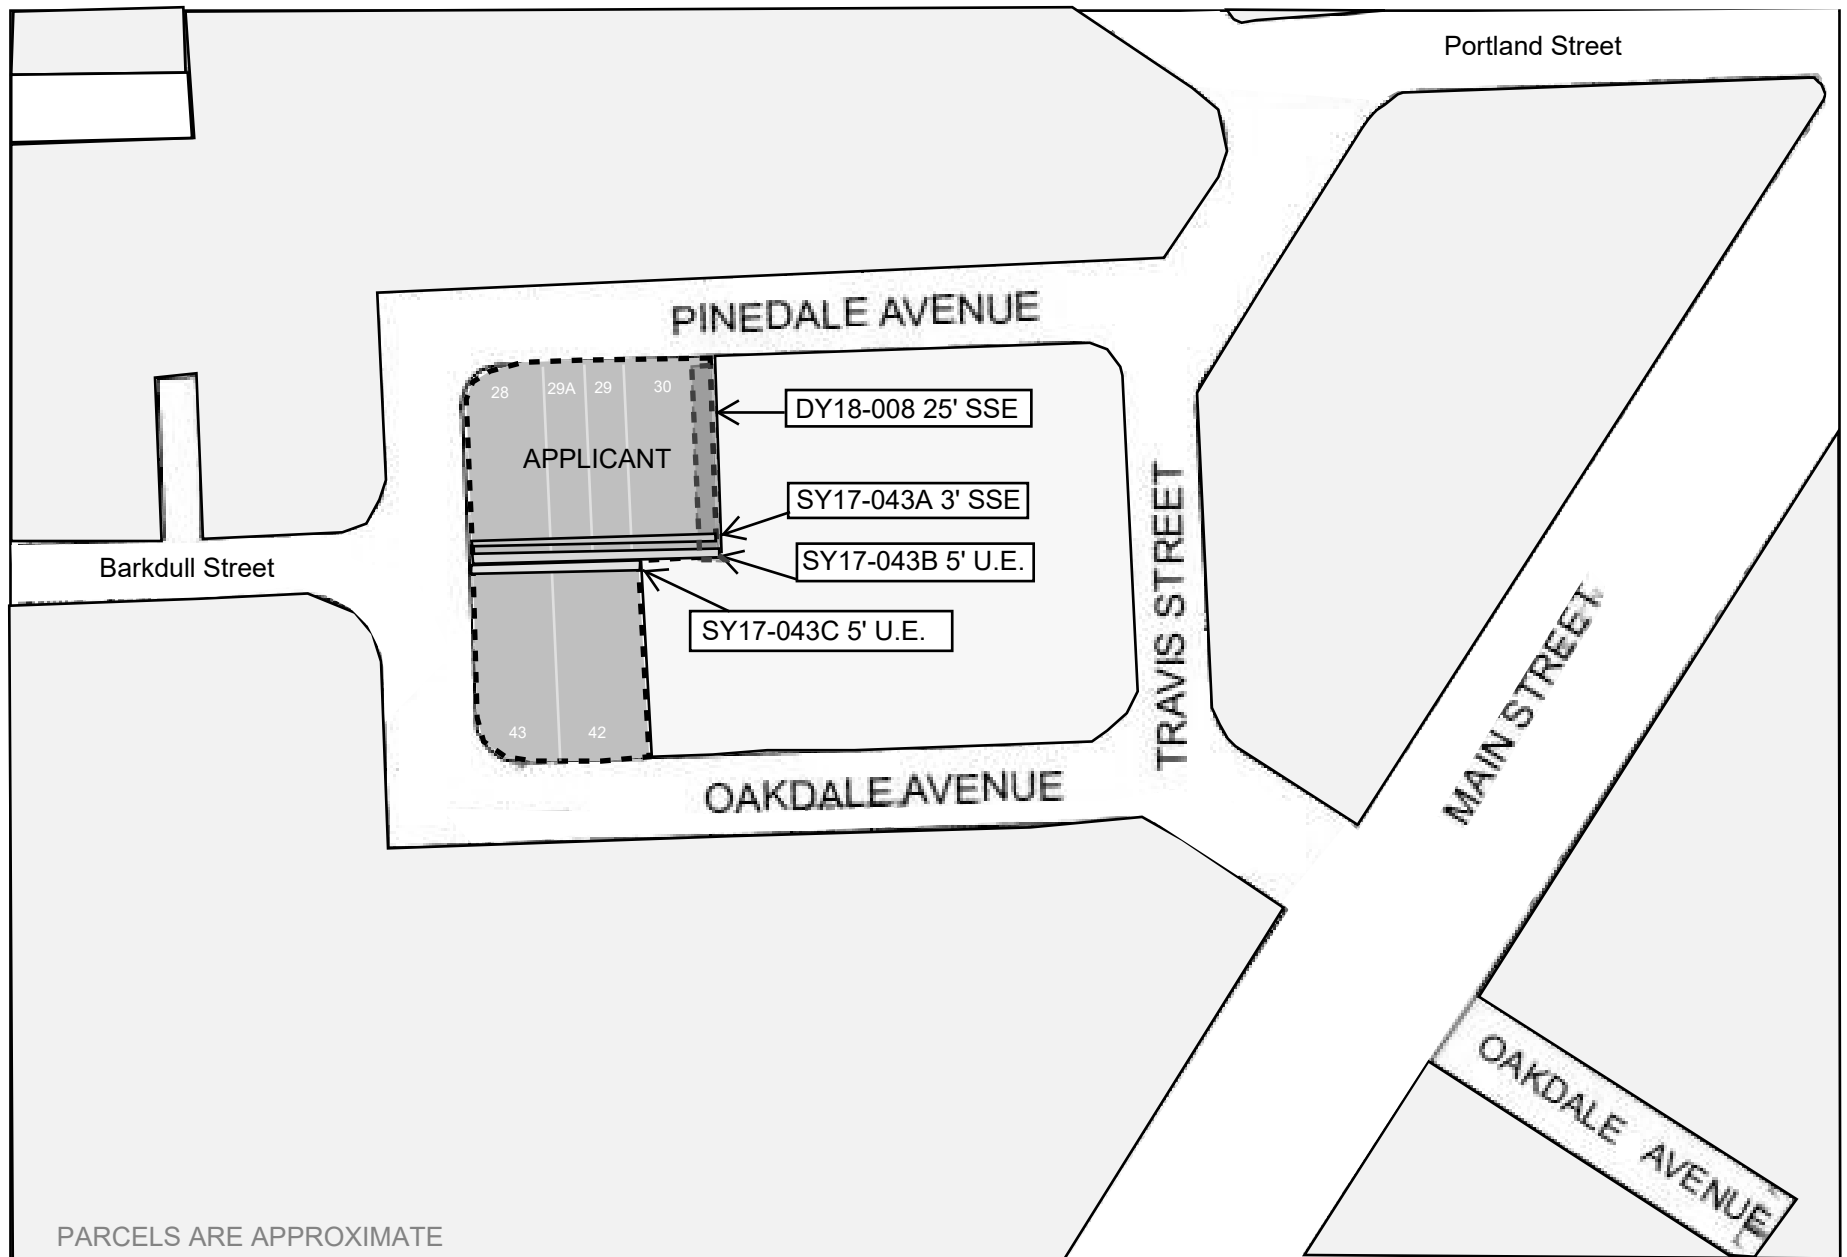 Portland Street
PINEDALE AVENUE
28
29A
29
30
DY18-008 25' SSE
APPLICANT
SY17-043A 3' SSE
SY17-043B 5' U.E.
Barkdull Street
SY17-043C 5' U.E.
TRAVIS STREET
MAIN STREET
43
42
OAKDALE AVENUE
OAKDALE AVENUE
PARCELS ARE APPROXIMATE